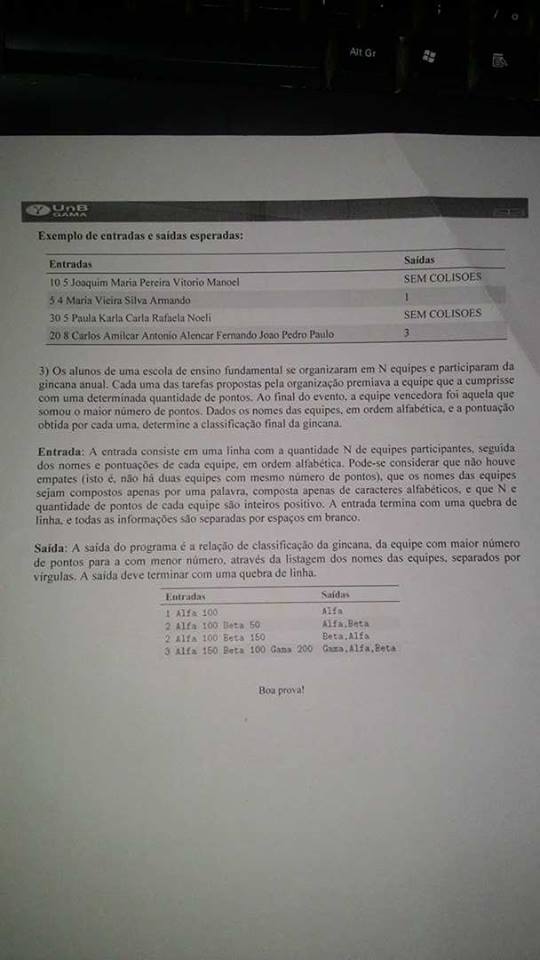 Alt Gr
UnB
GAMA
Exemplo de entradas e saídas esperadas:
Entradas Saídas
10 5 Joaquim Maria Pereira Vitorio Manoel SEM COLISOES
5 4 Maria Vieira Silva Armando 1
30 5 Paula Karla Carla Rafaela Noeli SEM COLISOES
20 8 Carlos Amilcar Antonio Alencar Fernando Joao Pedro Paulo 3
3) Os alunos de uma escola de ensino fundamental se organizaram em N equipes e participaram da
gincana anual. Cada uma das tarefas propostas pela organização premiava a equipe que a cumprisse
com uma determinada quantidade de pontos. Ao final do evento, a equipe vencedora foi aquela que
somou o maior número de pontos. Dados os nomes das equipes, em ordem alfabética, e a pontuação
obtida por cada uma, determine a classificação final da gincana.
Entrada: A entrada consiste em uma linha com a quantidade N de equipes participantes, seguida
dos nomes e pontuações de cada equipe, em ordem alfabética. Pode-se considerar que não houve
empates (isto é, não há duas equipes com mesmo número de pontos), que os nomes das equipes
sejam compostos apenas por uma palavra, composta apenas de caracteres alfabéticos, e que N e
quantidade de pontos de cada equipe são inteiros positivo. A entrada termina com uma quebra de
linha, e todas as informações são separadas por espaços em branco.
Saída: A saída do programa é a relação de classificação da gincana, da equipe com maior número
de pontos para a com menor número, através da listagem dos nomes das equipes, separados por
vírgulas. A saída deve terminar com uma quebra de linha.
Entradas Saídas
1 Alfa 100 Alfa
2 Alfa 100 Beta 50 Alfa,Beta
2 Alfa 100 Beta 150 Beta,Alfa
3 Alfa 150 Beta 100 Gama 200 Gama,Alfa,Beta
Boa prova!